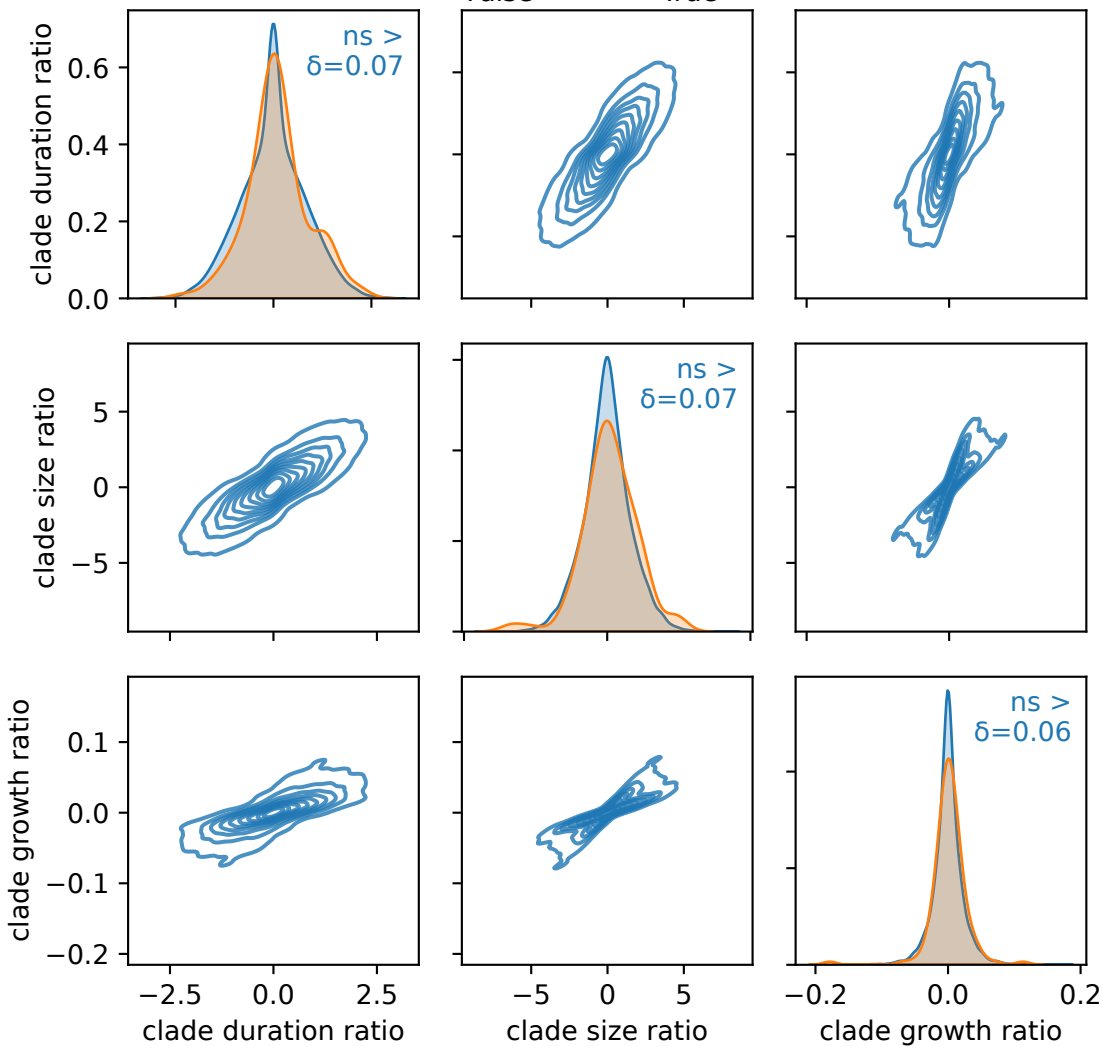 clade duration ratio
0.6
0.4
0.2
0.0
ns >
δ=0.07
clade size ratio
5
0
−5
ns >
δ=0.07
clade growth ratio
0.1
0.0
−0.1
−0.2
ns >
δ=0.06
−2.5 0.0 2.5
−5 0 5
−0.2 0.0 0.2
clade duration ratio
clade size ratio
clade growth ratio